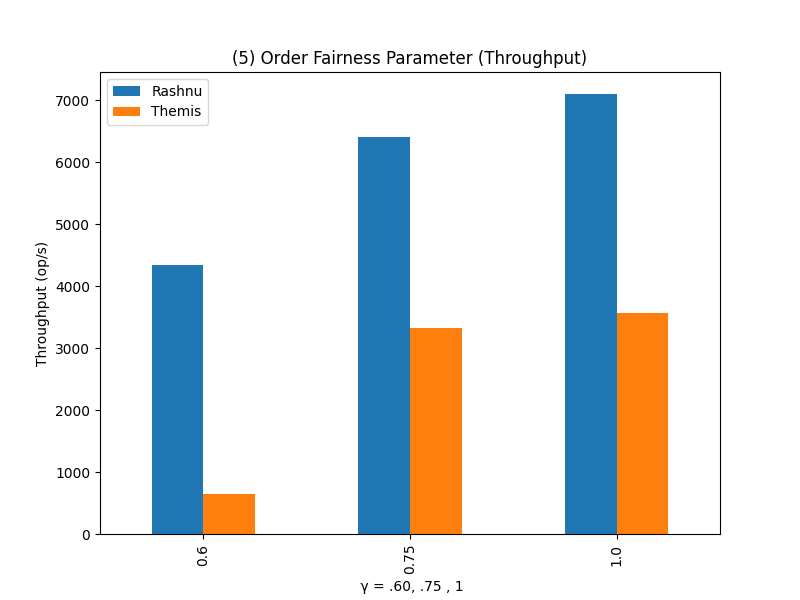 (5) Order Fairness Parameter (Throughput)
Rashnu
Themis
7000
6000
5000
4000
3000
2000
1000
0
Throughput (op/s)
0.6
0.75
1.0
γ = .60, .75 , 1